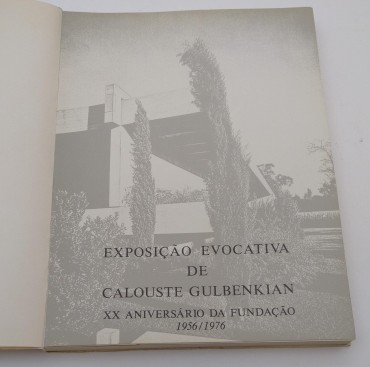 EXPOSIÇÃO EVOCATIVA
DE
CALOUSTE GULBENKIAN
XX ANIVERSÁRIO DA FUNDAÇÃO
1956/1976